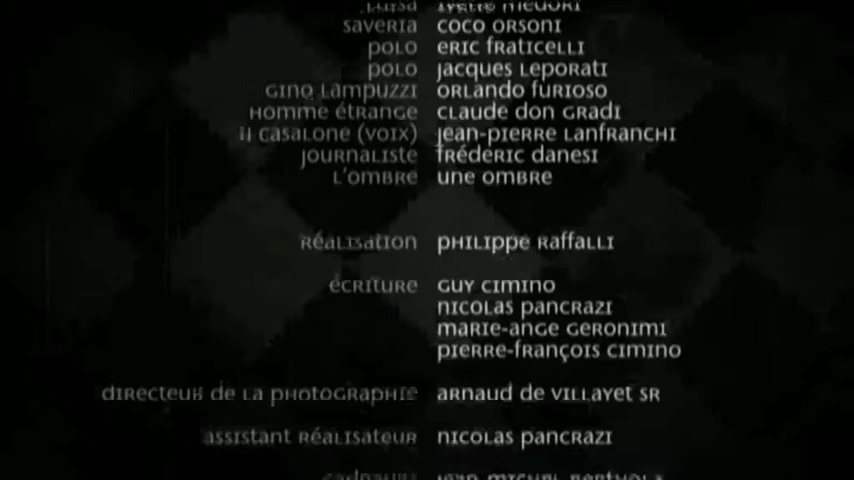 saveria coco orsoni
polo eric fraticelli
polo jacques leporati
gino lampuzzi orlando furioso
homme étrange claude don gradi
il casalone (voix) jean-pierre lanfranchi
journaliste frédéric danesi
l'ombre une ombre
réalisation philippe raffalli
écriture guy cimino
nicolas pancrazi
marie-ange geronimi
pierre-françois cimino
directeur de la photographie arnaud de villayet sr
assistant réalisateur nicolas pancrazi